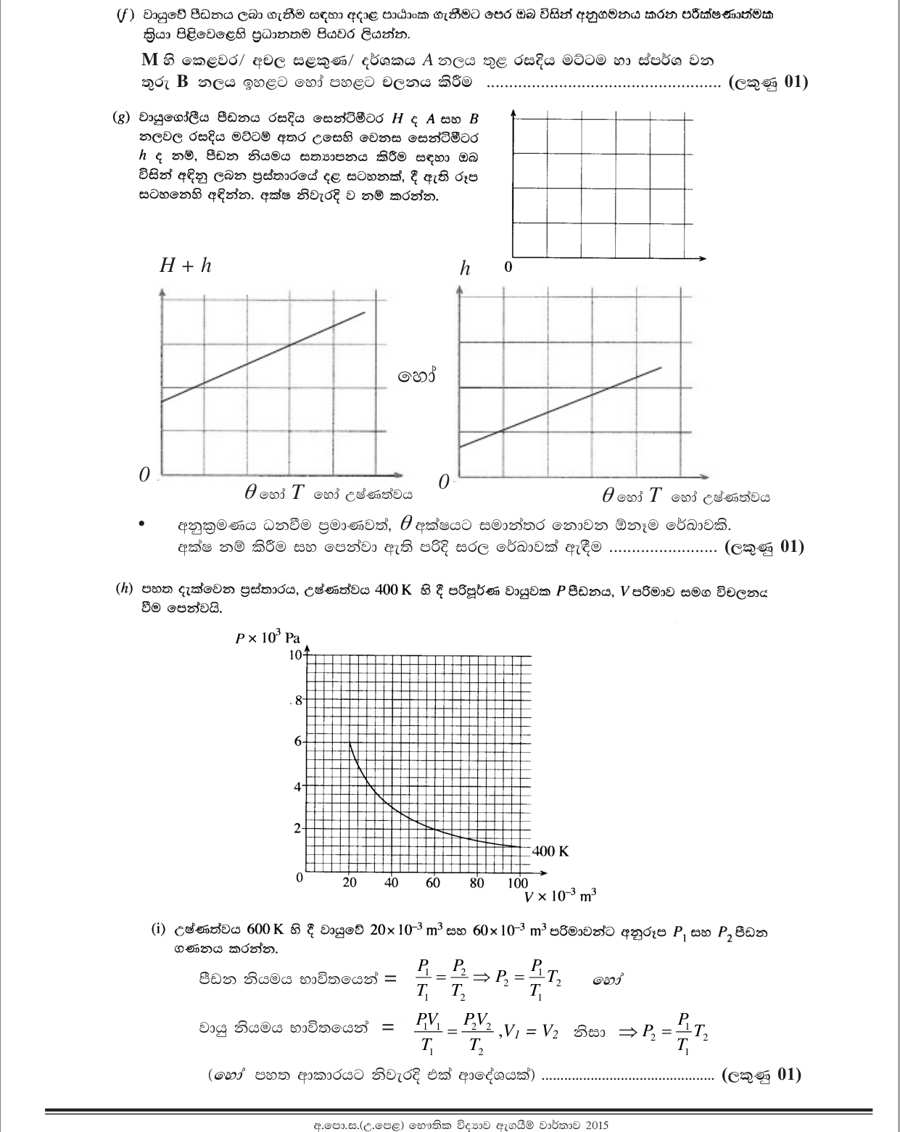 (f) වායුවේ පීඩනය ලබා ගැනීම සඳහා අදාළ පාඨාංක ගැනීමට පෙර ඔබ විසින් අනුගමනය කරන පරීක්ෂණාත්මක
ක්‍රියා පිළිවෙළෙහි ප්‍රධානතම පියවර ලියන්න.
M හි කෙළවර/ අචල සළකුණ/ දර්ශකය A නලය තුළ රසදිය මට්ටම හා ස්පර්ශ වන
තුරු B නලය ඉහළට හෝ පහළට චලනය කිරීම .................................................... (ලකුණු 01)
(g) වායුගෝලීය පීඩනය රසදිය සෙන්ටිමීටර H ද A සහ B
නලවල රසදිය මට්ටම් අතර උසෙහි වෙනස සෙන්ටිමීටර
h ද නම්, පීඩන නියමය සත්‍යාපනය කිරීම සඳහා ඔබ
විසින් අඳිනු ලබන ප්‍රස්තාරයේ දළ සටහනක්, දී ඇති රූප
සටහනෙහි අඳින්න. අක්ෂ නිවැරදි ව නම් කරන්න.
0
H + h
h
හෝ
0
θ හෝ T හෝ උෂ්ණත්වය
0
θ හෝ T හෝ උෂ්ණත්වය
• අනුක්‍රමණය ධනවීම ප්‍රමාණවත්, θ අක්ෂයට සමාන්තර නොවන ඕනෑම රේඛාවකි.
අක්ෂ නම් කිරීම සහ පෙන්වා ඇති පරිදි සරල රේඛාවක් ඇඳීම ........................ (ලකුණු 01)
(h) පහත දැක්වෙන ප්‍රස්තාරය, උෂ්ණත්වය 400 K හි දී පරිපූර්ණ වායුවක P පීඩනය, V පරිමාව සමග විචලනය
වීම පෙන්වයි.
P × 10³ Pa
10
8
6
4
2
400 K
0
20 40 60 80 100
V × 10⁻³ m³
(i) උෂ්ණත්වය 600 K හි දී වායුවේ 20× 10⁻³ m³ සහ 60× 10⁻³ m³ පරිමාවන්ට අනුරූප P₁ සහ P₂ පීඩන
ගණනය කරන්න.
පීඩන නියමය භාවිතයෙන් = P₁/T₁ = P₂/T₂ ⇒ P₂ = P₁/T₁ T₂ හෝ
වායු නියමය භාවිතයෙන් = P₁V₁/T₁ = P₂V₂/T₂ , V₁ = V₂ නිසා ⇒ P₂ = P₁/T₁ T₂
(හෝ පහත ආකාරයට නිවැරදි එක් ආදේශයක්) .............................................. (ලකුණු 01)
අ.පො.ස.(උ.පෙළ) භෞතික විද්‍යාව ඇගයීම් වාර්තාව 2015